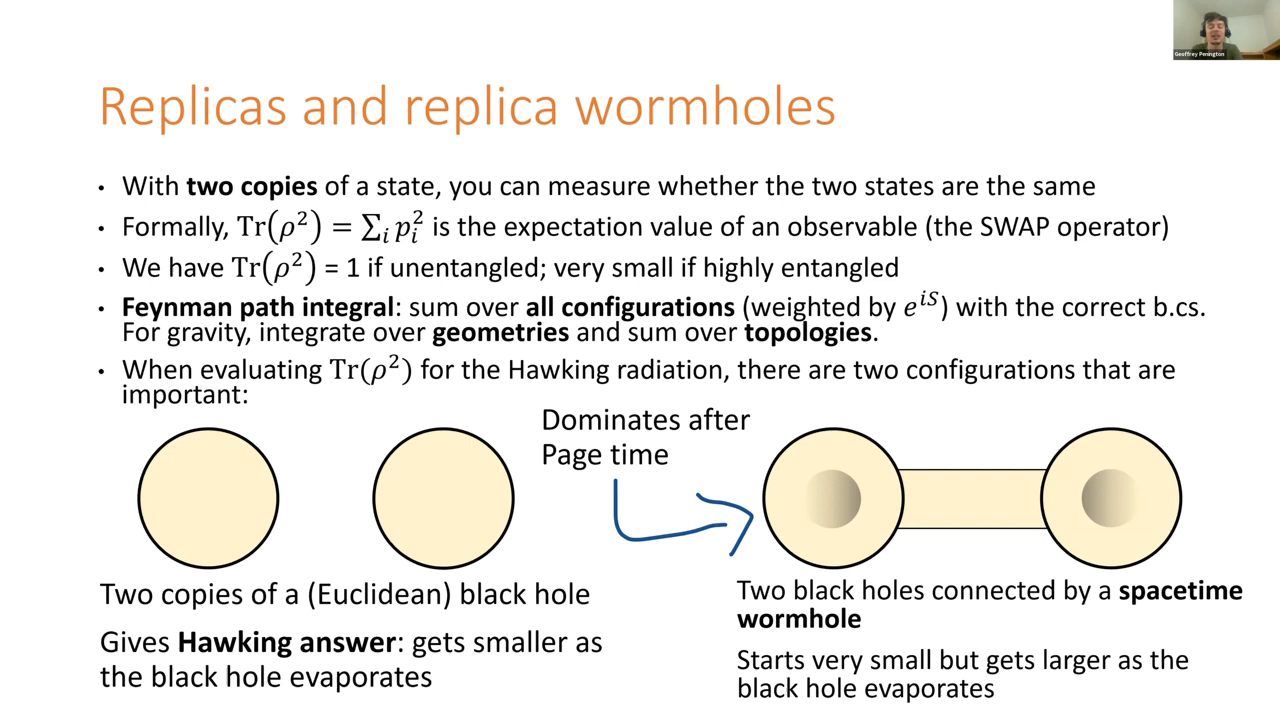 Geoffrey Penington
Replicas and replica wormholes
• With two copies of a state, you can measure whether the two states are the same
• Formally, Tr(ρ²) = ∑ᵢ pᵢ² is the expectation value of an observable (the SWAP operator)
• We have Tr(ρ²) = 1 if unentangled; very small if highly entangled
• Feynman path integral: sum over all configurations (weighted by eⁱˢ) with the correct b.cs.
For gravity, integrate over geometries and sum over topologies.
• When evaluating Tr(ρ²) for the Hawking radiation, there are two configurations that are
important:
Dominates after
Page time
Two copies of a (Euclidean) black hole
Gives Hawking answer: gets smaller as
the black hole evaporates
Two black holes connected by a spacetime
wormhole
Starts very small but gets larger as the
black hole evaporates